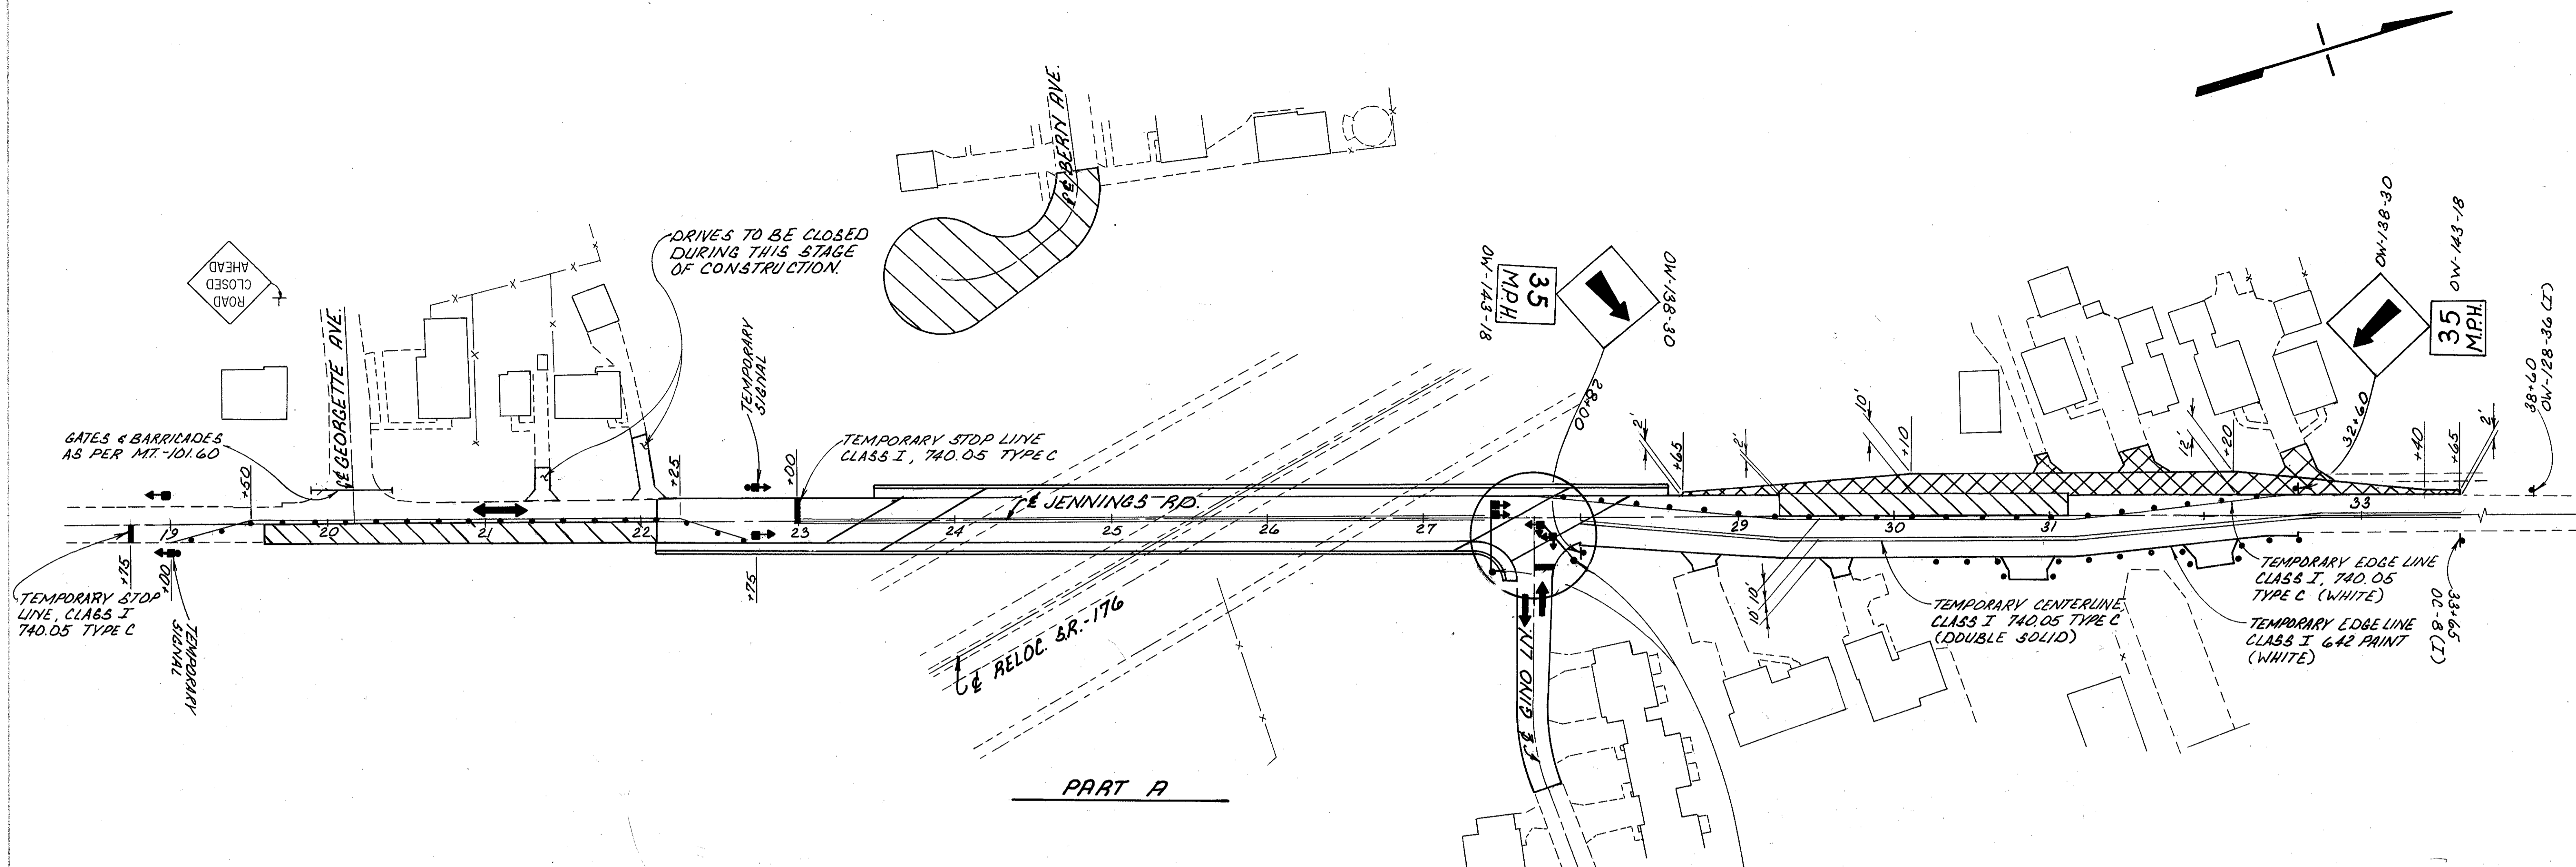 ROAD
CLOSED
AHEAD
GATES & BARRICADES
AS PER MT.-101.60
℄ GEORGETTE AVE.
DRIVES TO BE CLOSED
DURING THIS STAGE
OF CONSTRUCTION.
℄ BERN AVE.
TEMPORARY
SIGNAL
TEMPORARY STOP LINE
CLASS I, 740.05 TYPE C
+50
+25
+00
℄ JENNINGS RD.
19
20
21
22
23
24
25
26
27
29
30
31
33
+75
+00
+75
TEMPORARY STOP
LINE, CLASS I
740.05 TYPE C
TEMPORARY
SIGNAL
℄ RELOC. S.R.-176
PART A
OW-143-18
35
M.P.H.
OW-138-30
28+00
2'
+65
2'
10'
+10
12'
+20
32+60
+40
+65
2'
OW-138-30
OW-143-18
35
M.P.H.
38+60
OW-128-36 (I)
10' 10'
TEMPORARY CENTERLINE
CLASS I 740.05 TYPE C
(DOUBLE SOLID)
TEMPORARY EDGE LINE
CLASS I, 740.05
TYPE C (WHITE)
TEMPORARY EDGE LINE
CLASS I 642 PAINT
(WHITE)
33+65
OC-8 (I)